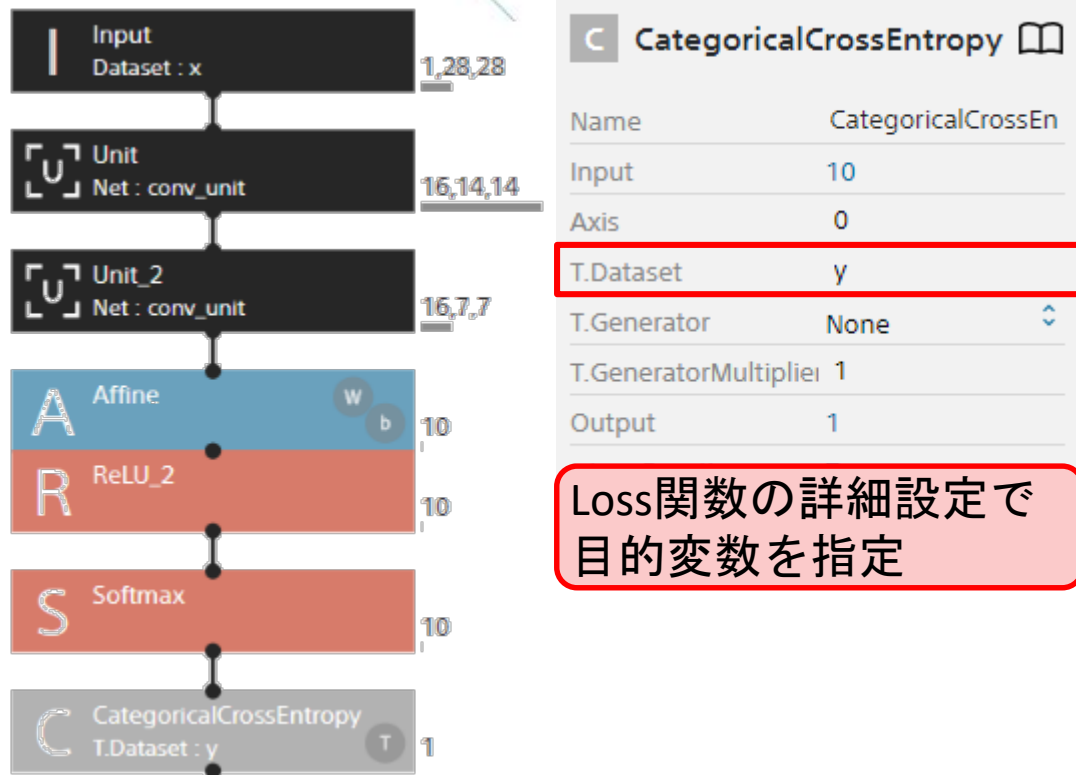 Input
Dataset : x
1,28,28
U
Unit
Net : conv_unit
16,14,14
U
Unit_2
Net : conv_unit
16,7,7
A
Affine
W
b
10
R
ReLU_2
10
S
Softmax
10
C
CategoricalCrossEntropy
T.Dataset : y
T
1
C CategoricalCrossEntropy
Name CategoricalCrossEn
Input 10
Axis 0
T.Dataset y
T.Generator None
T.GeneratorMultiplier 1
Output 1
Loss関数の詳細設定で
目的変数を指定